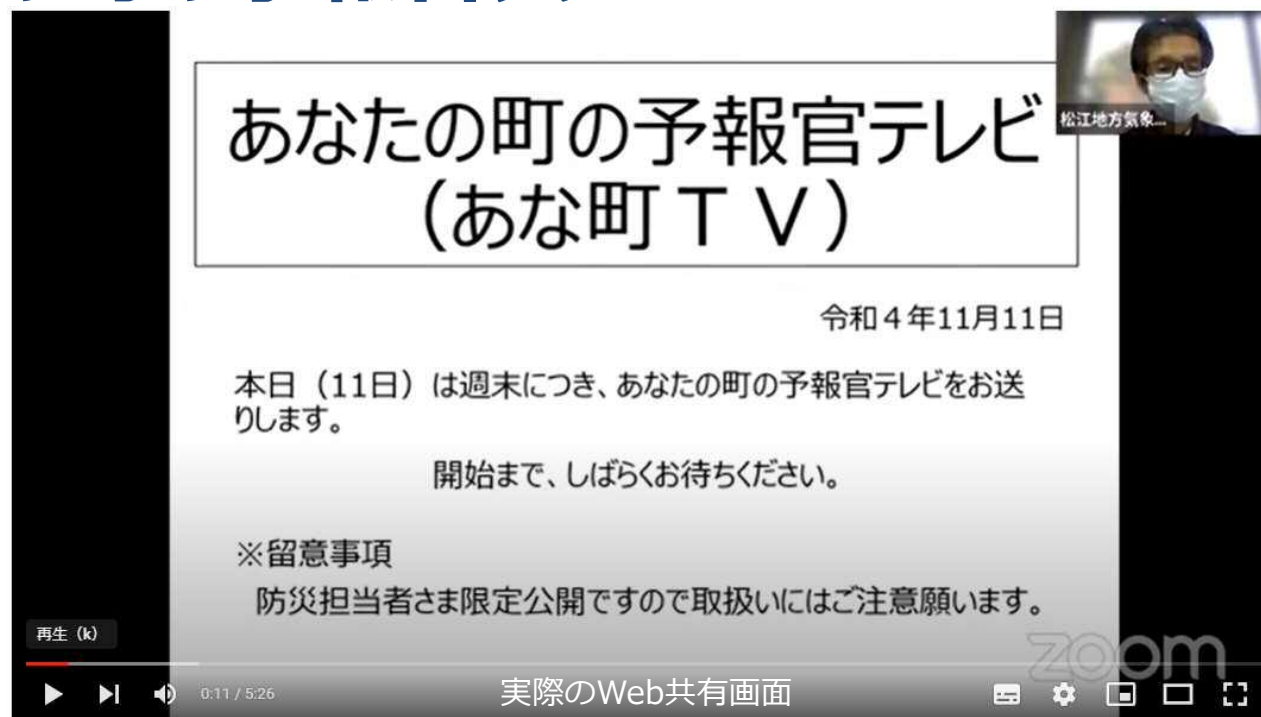 あなたの町の予報官テレビ
（あな町ＴＶ）
松江地方気象...
令和４年11月11日
本日（11日）は週末につき、あなたの町の予報官テレビをお送
りします。
開始まで、しばらくお待ちください。
※留意事項
防災担当者さま限定公開ですので取扱いにはご注意願います。
再生（k）
zoom
0:11 / 5:26
実際のWeb共有画面